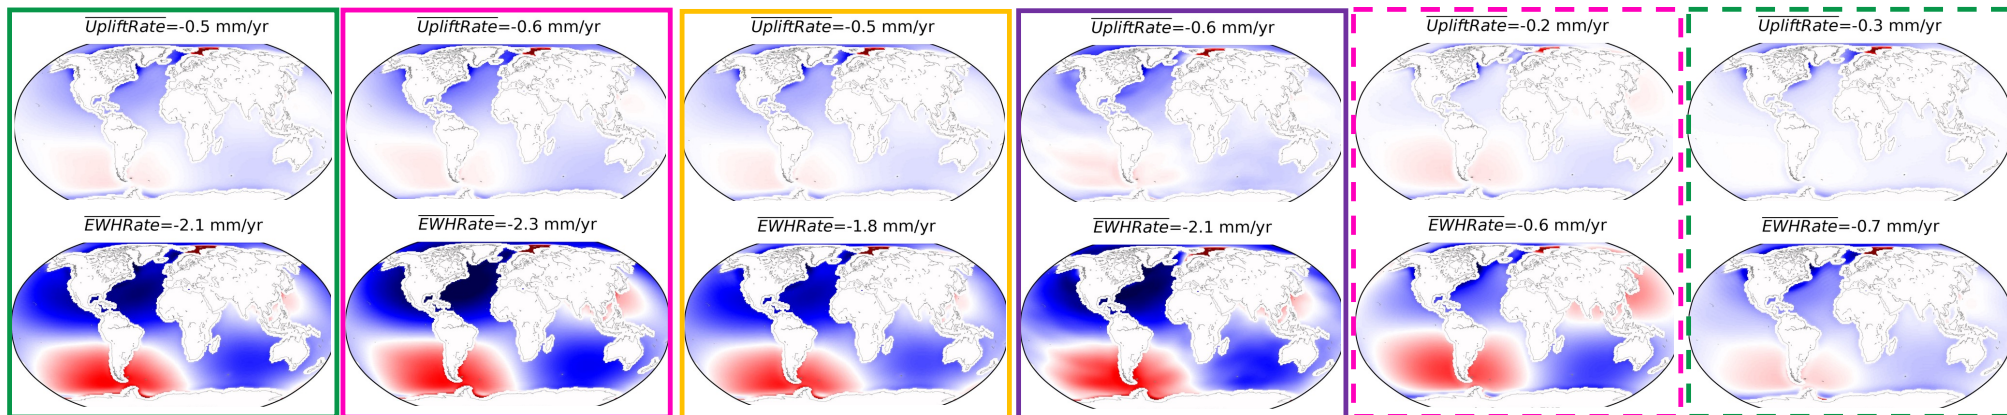 UpliftRate=-0.5 mm/yr
UpliftRate=-0.6 mm/yr
UpliftRate=-0.5 mm/yr
UpliftRate=-0.6 mm/yr
UpliftRate=-0.2 mm/yr
UpliftRate=-0.3 mm/yr
EWHRate=-2.1 mm/yr
EWHRate=-2.3 mm/yr
EWHRate=-1.8 mm/yr
EWHRate=-2.1 mm/yr
EWHRate=-0.6 mm/yr
EWHRate=-0.7 mm/yr